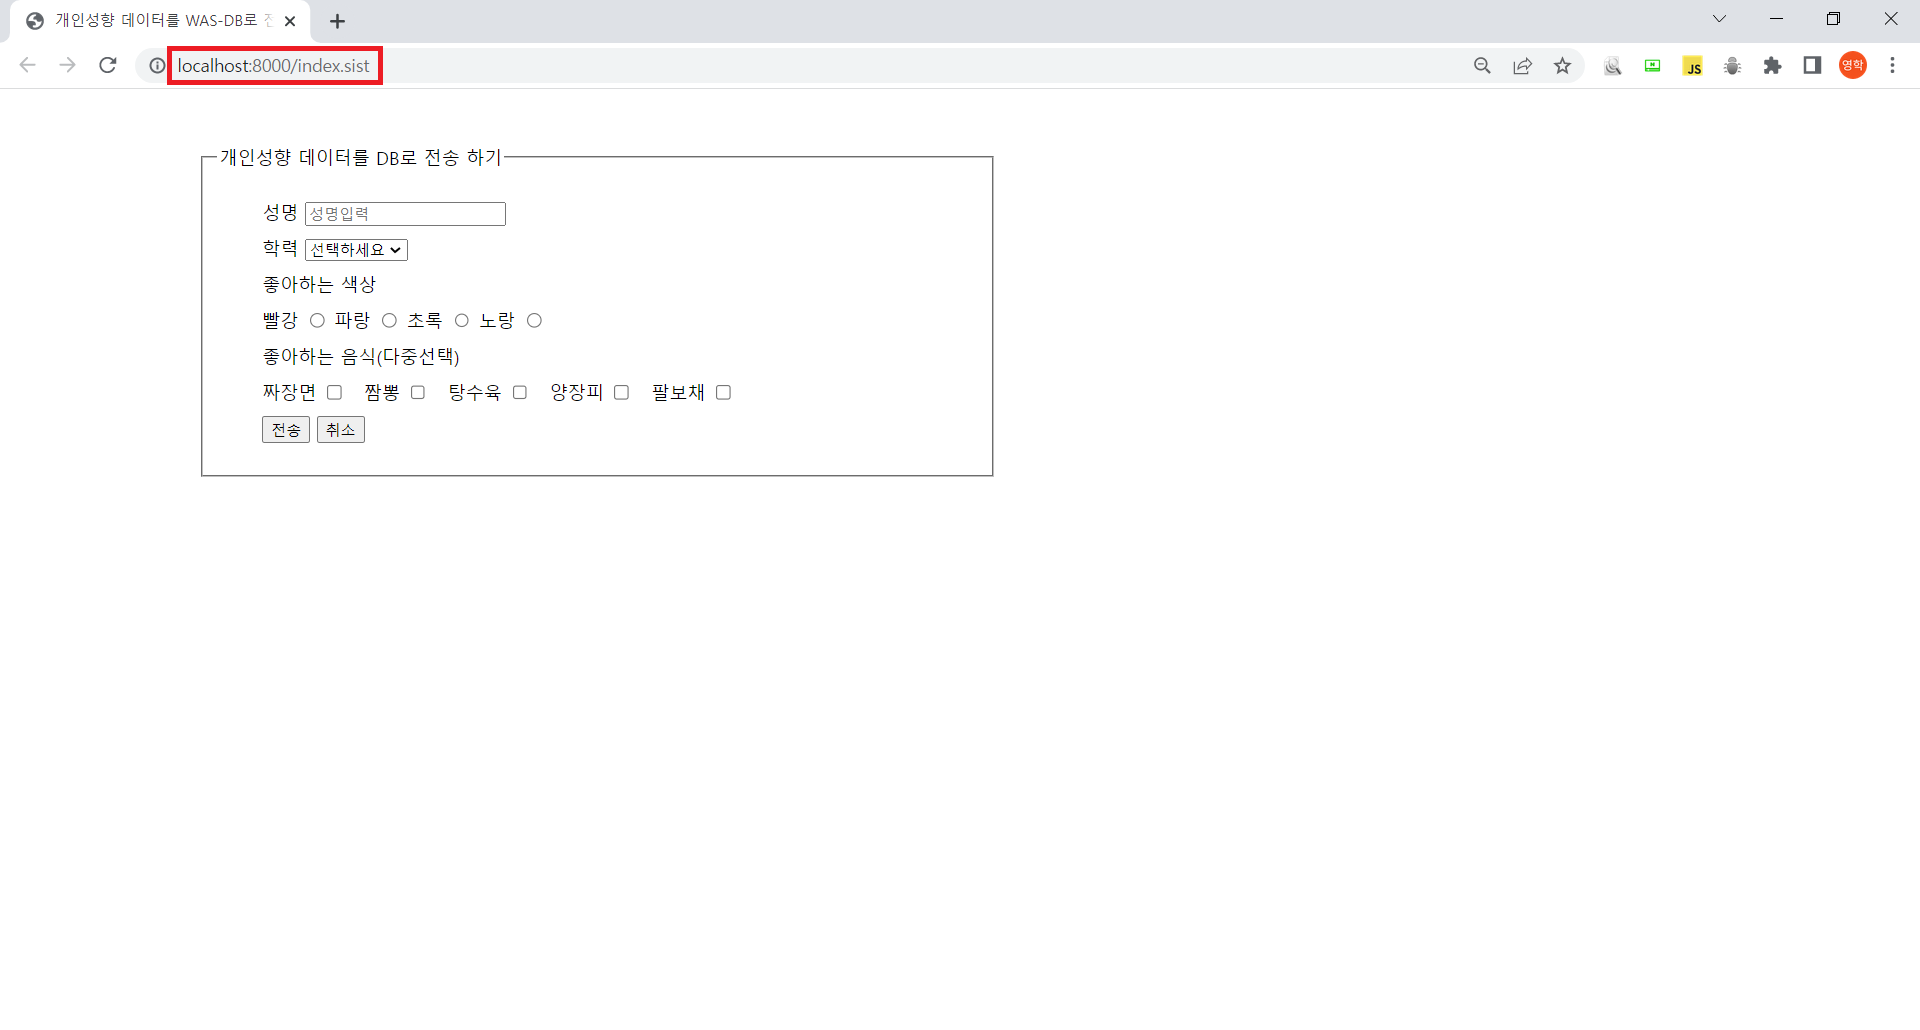 개인성향 데이터를 WAS-DB로 전
localhost:8000/index.sist
JS
영학
개인성향 데이터를 DB로 전송 하기
성명 성명입력
학력 선택하세요
좋아하는 색상
빨강 파랑 초록 노랑
좋아하는 음식(다중선택)
짜장면 짬뽕 탕수육 양장피 팔보채
전송 취소